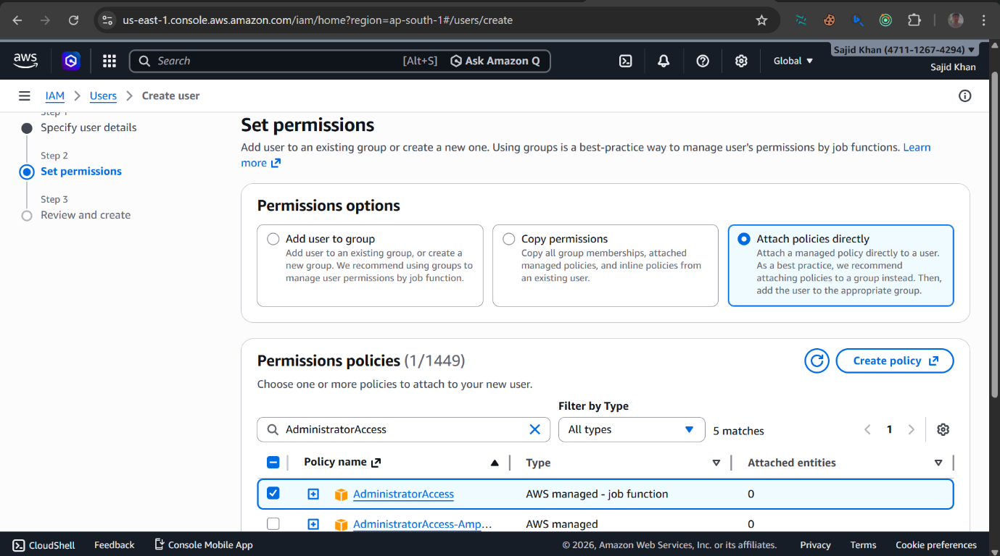 us-east-1.console.aws.amazon.com/iam/home?region=ap-south-1#/users/create
aws
Search [Alt+S] Ask Amazon Q
Global
Sajid Khan (4711-1267-4294)
Sajid Khan
IAM > Users > Create user
Step 1
Specify user details
Step 2
Set permissions
Step 3
Review and create
Set permissions
Add user to an existing group or create a new one. Using groups is a best-practice way to manage user's permissions by job functions. Learn
more
Permissions options
Add user to group
Add user to an existing group, or create a
new group. We recommend using groups to
manage user permissions by job function.
Copy permissions
Copy all group memberships, attached
managed policies, and inline policies from
an existing user.
Attach policies directly
Attach a managed policy directly to a user.
As a best practice, we recommend
attaching policies to a group instead. Then,
add the user to the appropriate group.
Permissions policies (1/1449)
Create policy
Choose one or more policies to attach to your new user.
Filter by Type
AdministratorAccess
All types
5 matches
1
Policy name Type Attached entities
AdministratorAccess AWS managed - job function 0
AdministratorAccess-Amp... AWS managed 0
CloudShell Feedback Console Mobile App © 2026, Amazon Web Services, Inc. or its affiliates. Privacy Terms Cookie preferences